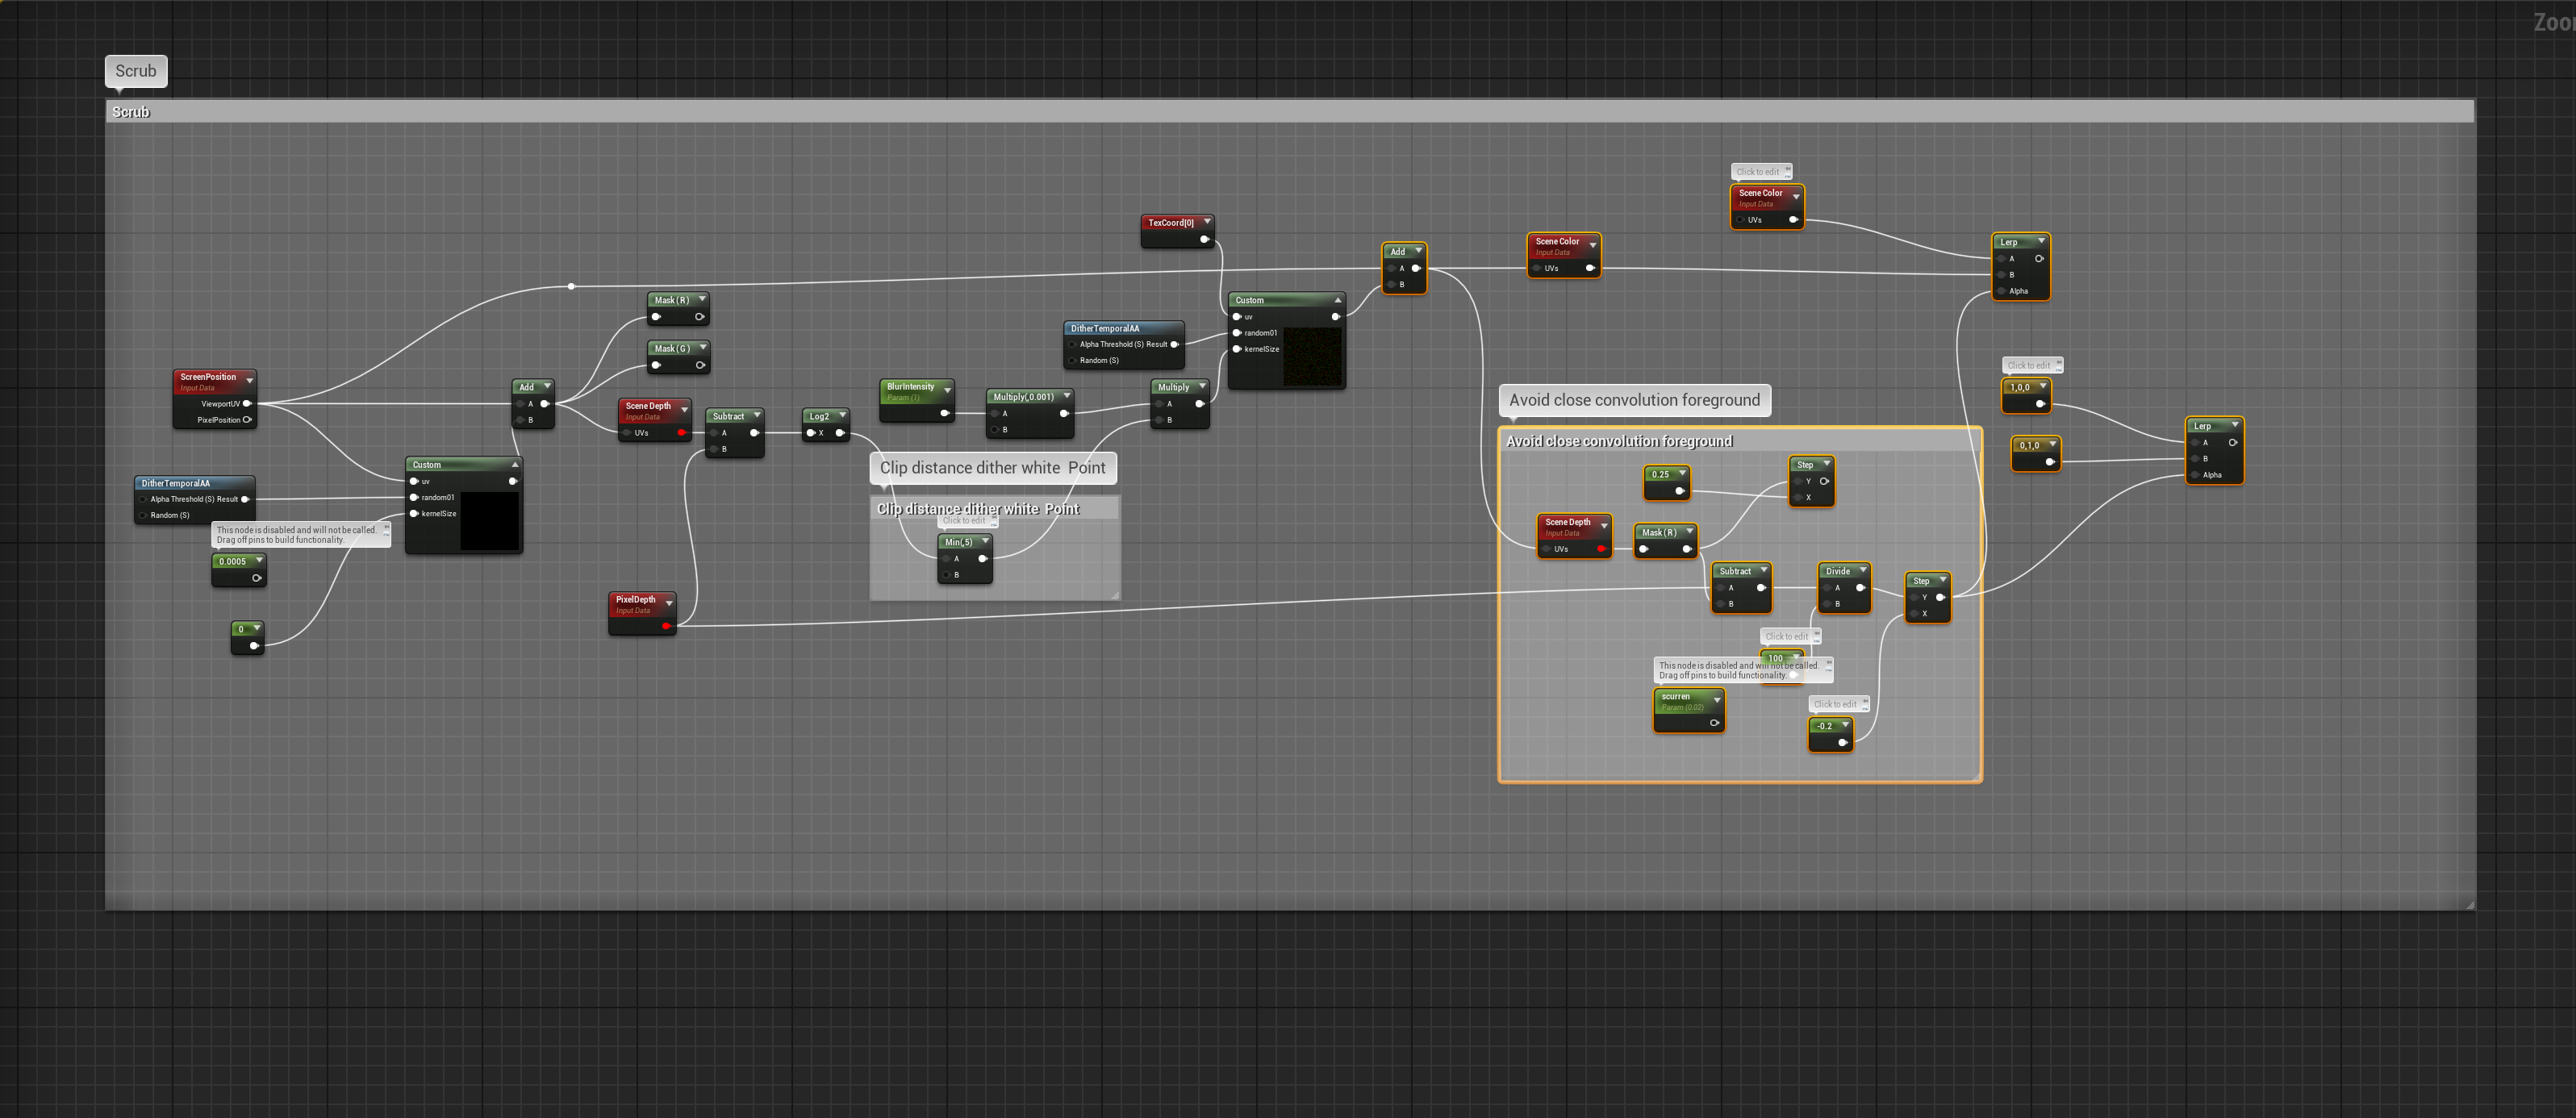 Zoo
Scrub
Scrub
Click to edit
Scene Color
Input Data
UVs
TexCoord[0]
Scene Color
Input Data
UVs
Lerp
A
B
Alpha
Add
A
B
Mask ( R )
Custom
uv
random01
kernelSize
DitherTemporalAA
Alpha Threshold (S) Result
Random (S)
Mask ( G )
ScreenPosition
Input Data
ViewportUV
PixelPosition
Add
A
B
Scene Depth
Input Data
UVs
Subtract
A
B
Log2
X
BlurIntensity
Param (1)
Multiply(,0.001)
A
B
Multiply
A
B
Click to edit
1,0,0
0,1,0
Lerp
A
B
Alpha
Avoid close convolution foreground
Avoid close convolution foreground
Custom
uv
random01
kernelSize
DitherTemporalAA
Alpha Threshold (S) Result
Random (S)
This node is disabled and will not be called.
Drag off pins to build functionality.
0.0005
0
Clip distance dither white Point
Clip distance dither white Point
Click to edit
Min(,5)
A
B
PixelDepth
Input Data
0.25
Step
Y
X
Scene Depth
Input Data
UVs
Mask ( R )
Subtract
A
B
Divide
A
B
Step
Y
X
Click to edit
100
This node is disabled and will not be called.
Drag off pins to build functionality.
scurren
Param (0.02)
Click to edit
-0.2